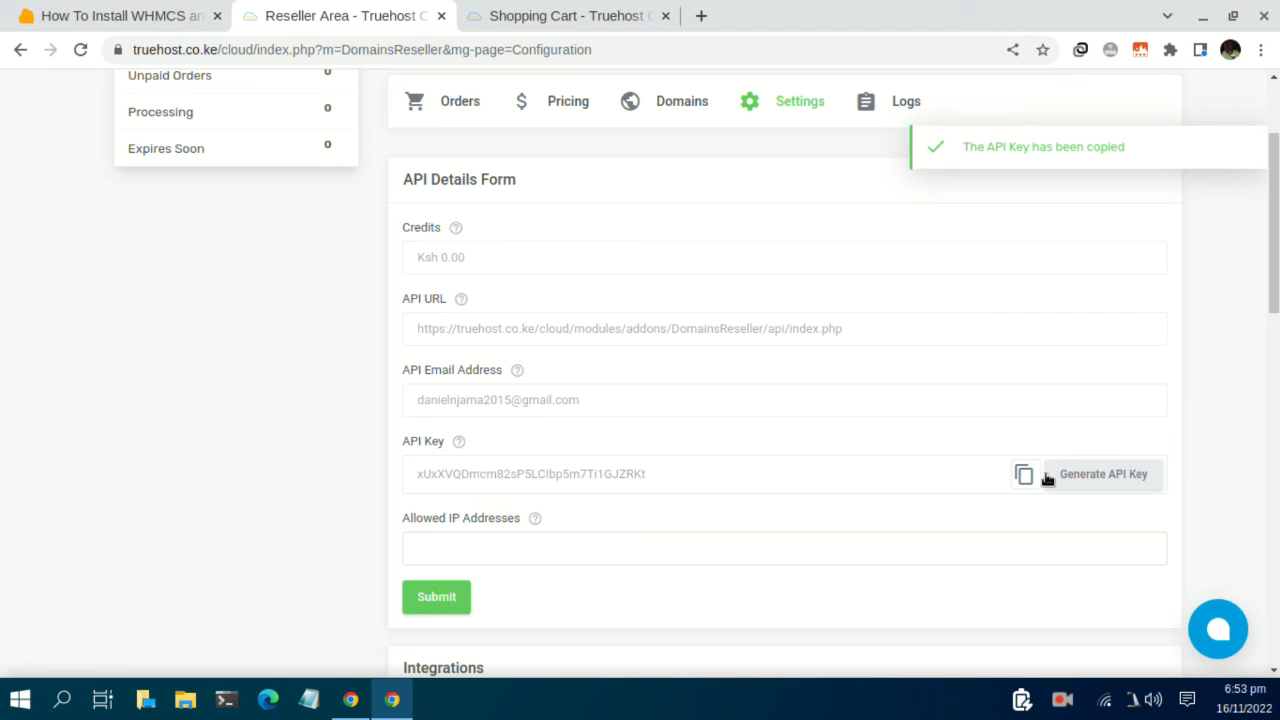 How To Install WHMCS an
Reseller Area - Truehost C
Shopping Cart - Truehost C
truehost.co.ke/cloud/index.php?m=DomainsReseller&mg-page=Configuration
Unpaid Orders 0
Processing 0
Expires Soon 0
Orders
Pricing
Domains
Settings
Logs
The API Key has been copied
API Details Form
Credits
Ksh 0.00
API URL
https://truehost.co.ke/cloud/modules/addons/DomainsReseller/api/index.php
API Email Address
danielnjama2015@gmail.com
API Key
xUxXVQDmcm82sP5LCIbp5m7Ti1GJZRKt
Generate API Key
Allowed IP Addresses
Submit
Integrations
6:53 pm
16/11/2022